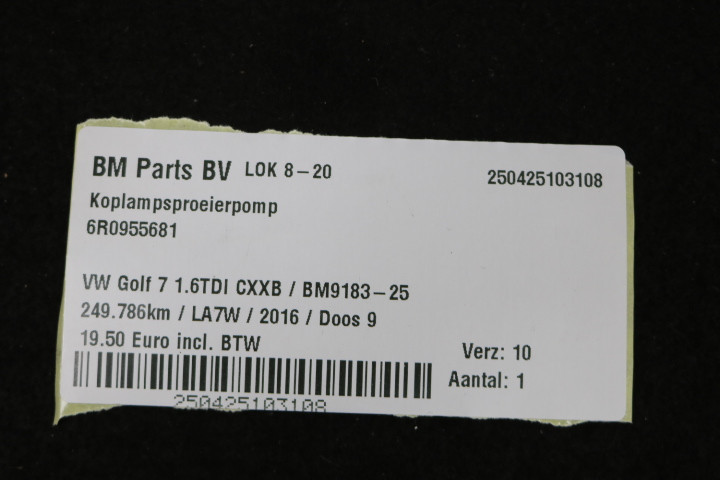 BM Parts BV LOK 8-20 250425103108
Koplampsproeierpomp
6R0955681
VW Golf 7 1.6TDI CXXB / BM9183-25
249.786km / LA7W / 2016 / Doos 9
19.50 Euro incl. BTW
Verz: 10
Aantal: 1
250425103108